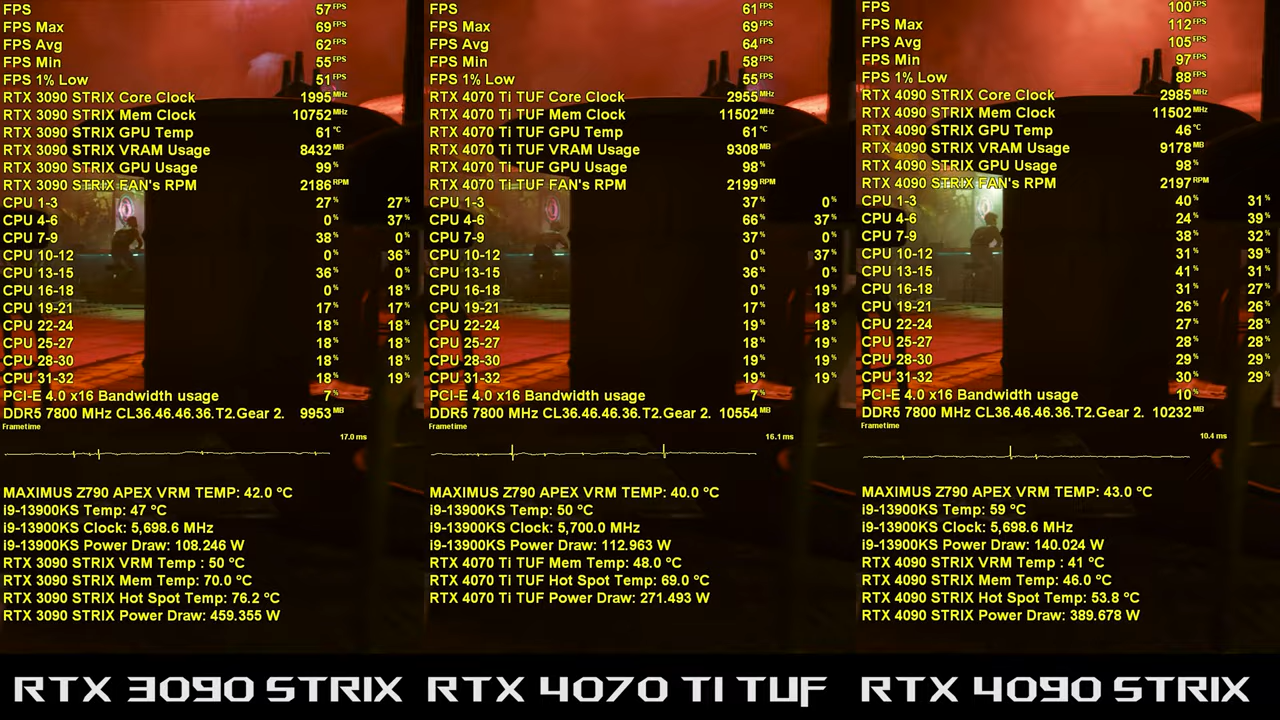 FPS 57 FPS
FPS Max 69 FPS
FPS Avg 62 FPS
FPS Min 55 FPS
FPS 1% Low 51 FPS
RTX 3090 STRIX Core Clock 1995 MHz
RTX 3090 STRIX Mem Clock 10752 MHz
RTX 3090 STRIX GPU Temp 61 °C
RTX 3090 STRIX VRAM Usage 8432 MB
RTX 3090 STRIX GPU Usage 99 %
RTX 3090 STRIX FAN's RPM 2186 RPM
CPU 1-3 27 % 27 %
CPU 4-6 0 % 37 %
CPU 7-9 38 % 0 %
CPU 10-12 0 % 36 %
CPU 13-15 36 % 0 %
CPU 16-18 0 % 18 %
CPU 19-21 17 % 17 %
CPU 22-24 18 % 18 %
CPU 25-27 18 % 18 %
CPU 28-30 18 % 18 %
CPU 31-32 18 % 19 %
PCI-E 4.0 x16 Bandwidth usage 7 %
DDR5 7800 MHz CL36.46.46.36.T2.Gear 2. 9953 MB
Frametime
17.0 ms
MAXIMUS Z790 APEX VRM TEMP: 42.0 ºC
i9-13900KS Temp: 47 ºC
i9-13900KS Clock: 5,698.6 MHz
i9-13900KS Power Draw: 108.246 W
RTX 3090 STRIX VRM Temp : 50 ºC
RTX 3090 STRIX Mem Temp: 70.0 ºC
RTX 3090 STRIX Hot Spot Temp: 76.2 ºC
RTX 3090 STRIX Power Draw: 459.355 W
RTX 3090 STRIX
FPS 61 FPS
FPS Max 69 FPS
FPS Avg 64 FPS
FPS Min 58 FPS
FPS 1% Low 55 FPS
RTX 4070 Ti TUF Core Clock 2955 MHz
RTX 4070 Ti TUF Mem Clock 11502 MHz
RTX 4070 Ti TUF GPU Temp 61 °C
RTX 4070 Ti TUF VRAM Usage 9308 MB
RTX 4070 Ti TUF GPU Usage 98 %
RTX 4070 Ti TUF FAN's RPM 2199 RPM
CPU 1-3 37 % 0 %
CPU 4-6 66 % 37 %
CPU 7-9 37 % 0 %
CPU 10-12 0 % 37 %
CPU 13-15 36 % 0 %
CPU 16-18 0 % 19 %
CPU 19-21 17 % 18 %
CPU 22-24 19 % 18 %
CPU 25-27 18 % 18 %
CPU 28-30 19 % 18 %
CPU 31-32 19 % 19 %
PCI-E 4.0 x16 Bandwidth usage 7 %
DDR5 7800 MHz CL36.46.46.36.T2.Gear 2. 10554 MB
Frametime
16.1 ms
MAXIMUS Z790 APEX VRM TEMP: 40.0 ºC
i9-13900KS Temp: 50 ºC
i9-13900KS Clock: 5,700.0 MHz
i9-13900KS Power Draw: 112.963 W
RTX 4070 Ti TUF Mem Temp: 48.0 ºC
RTX 4070 Ti TUF Hot Spot Temp: 69.0 ºC
RTX 4070 Ti TUF Power Draw: 271.493 W
RTX 4070 TI TUF
FPS 100 FPS
FPS Max 112 FPS
FPS Avg 105 FPS
FPS Min 97 FPS
FPS 1% Low 88 FPS
RTX 4090 STRIX Core Clock 2985 MHz
RTX 4090 STRIX Mem Clock 11502 MHz
RTX 4090 STRIX GPU Temp 46 °C
RTX 4090 STRIX VRAM Usage 9178 MB
RTX 4090 STRIX GPU Usage 98 %
RTX 4090 STRIX FAN's RPM 2197 RPM
CPU 1-3 40 % 31 %
CPU 4-6 24 % 39 %
CPU 7-9 38 % 32 %
CPU 10-12 31 % 39 %
CPU 13-15 41 % 31 %
CPU 16-18 31 % 27 %
CPU 19-21 26 % 26 %
CPU 22-24 27 % 28 %
CPU 25-27 28 % 28 %
CPU 28-30 29 % 29 %
CPU 31-32 30 % 29 %
PCI-E 4.0 x16 Bandwidth usage 10 %
DDR5 7800 MHz CL36.46.46.36.T2.Gear 2. 10232 MB
Frametime
10.4 ms
MAXIMUS Z790 APEX VRM TEMP: 43.0 ºC
i9-13900KS Temp: 59 ºC
i9-13900KS Clock: 5,698.6 MHz
i9-13900KS Power Draw: 140.024 W
RTX 4090 STRIX VRM Temp : 41 ºC
RTX 4090 STRIX Mem Temp: 46.0 ºC
RTX 4090 STRIX Hot Spot Temp: 53.8 ºC
RTX 4090 STRIX Power Draw: 389.678 W
RTX 4090 STRIX